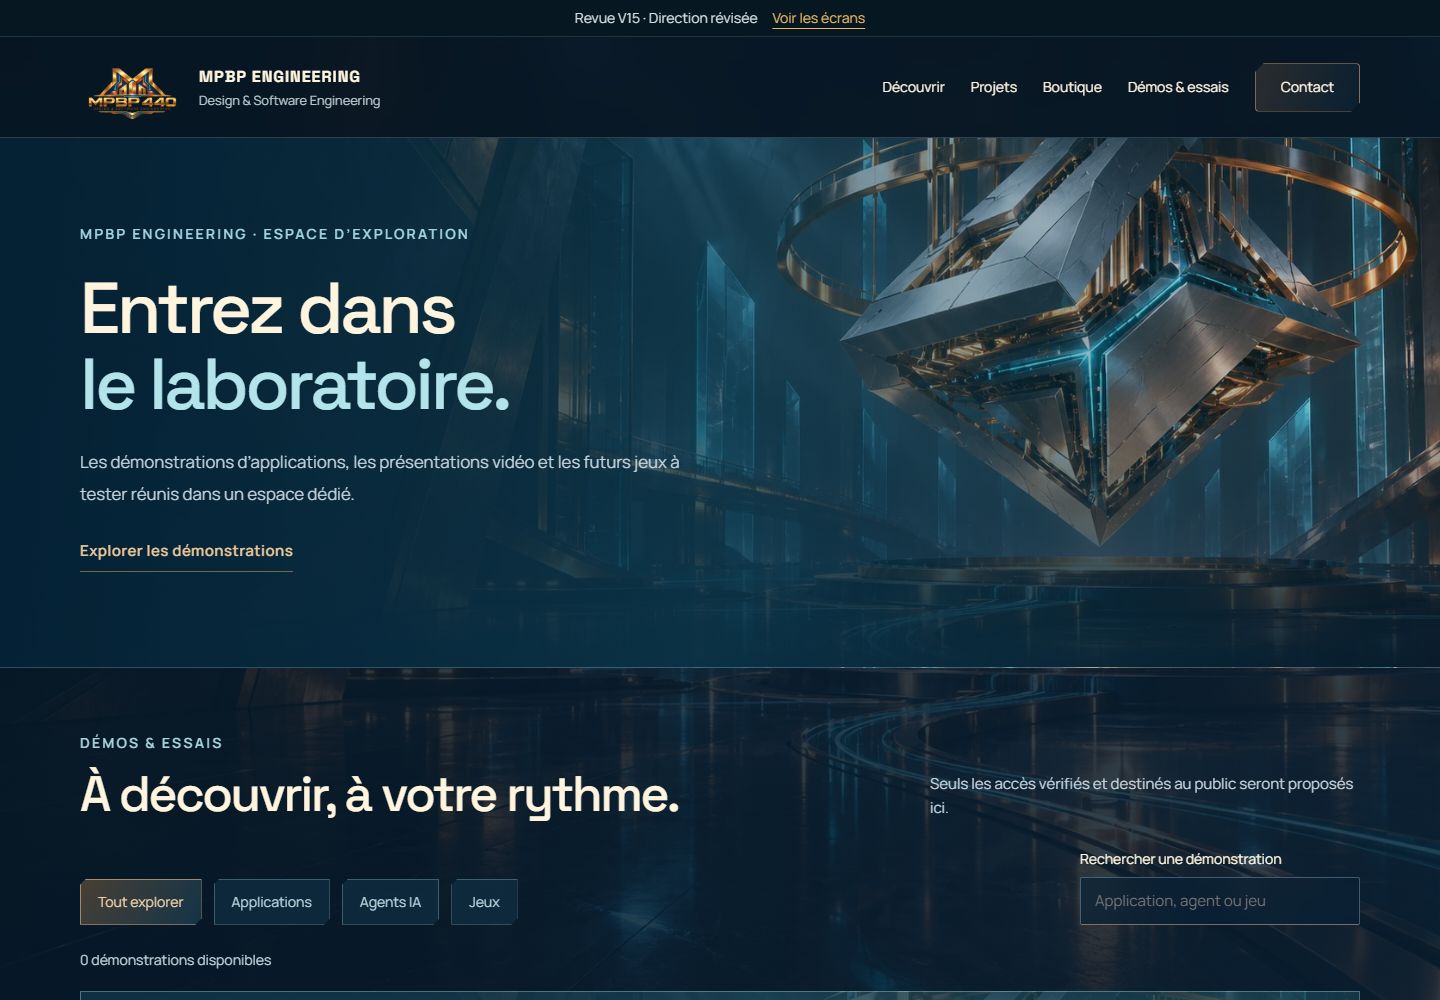 Revue V15 · Direction révisée Voir les écrans
MPBP 440
MPBP ENGINEERING
Design & Software Engineering
Découvrir Projets Boutique Démos & essais Contact
MPBP ENGINEERING · ESPACE D’EXPLORATION
Entrez dans
le laboratoire.
Les démonstrations d’applications, les présentations vidéo et les futurs jeux à
tester réunis dans un espace dédié.
Explorer les démonstrations
DÉMOS & ESSAIS
À découvrir, à votre rythme.
Seuls les accès vérifiés et destinés au public seront proposés
ici.
Rechercher une démonstration
Application, agent ou jeu
Tout explorer Applications Agents IA Jeux
0 démonstrations disponibles